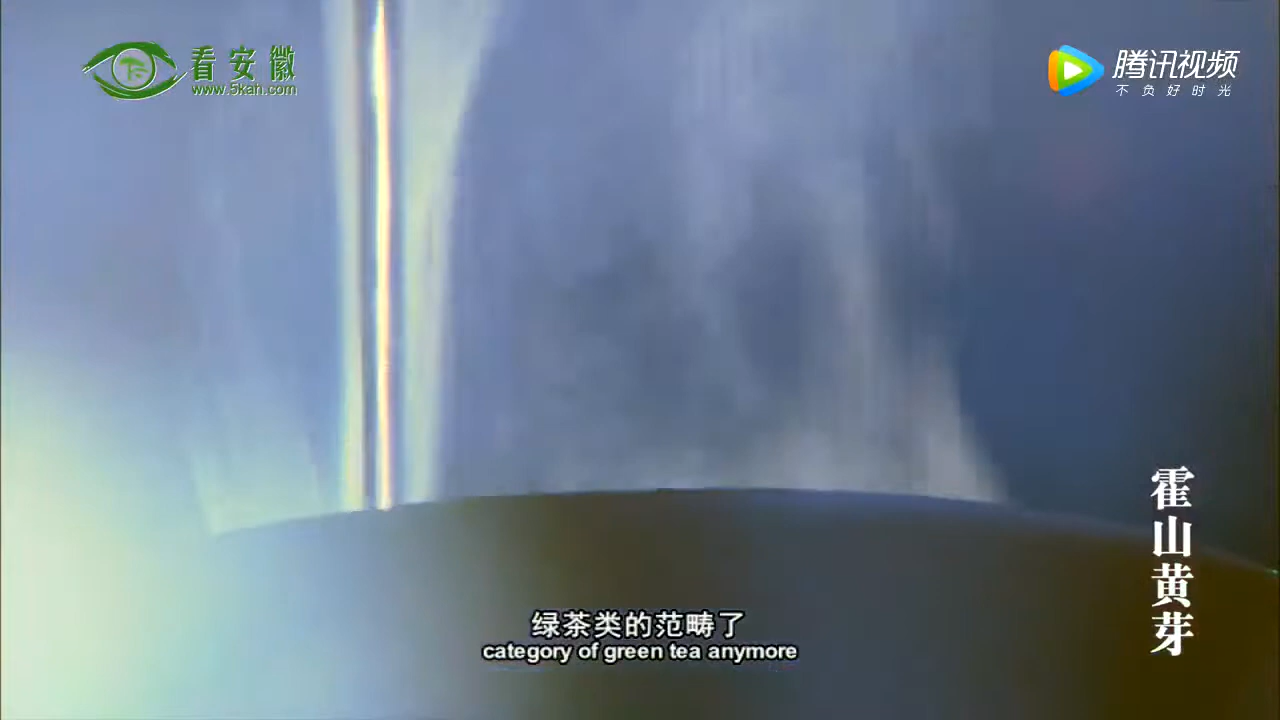 看安徽
www.5kah.com
腾讯视频
不负好时光
霍山黄芽
绿茶类的范畴了
category of green tea anymore